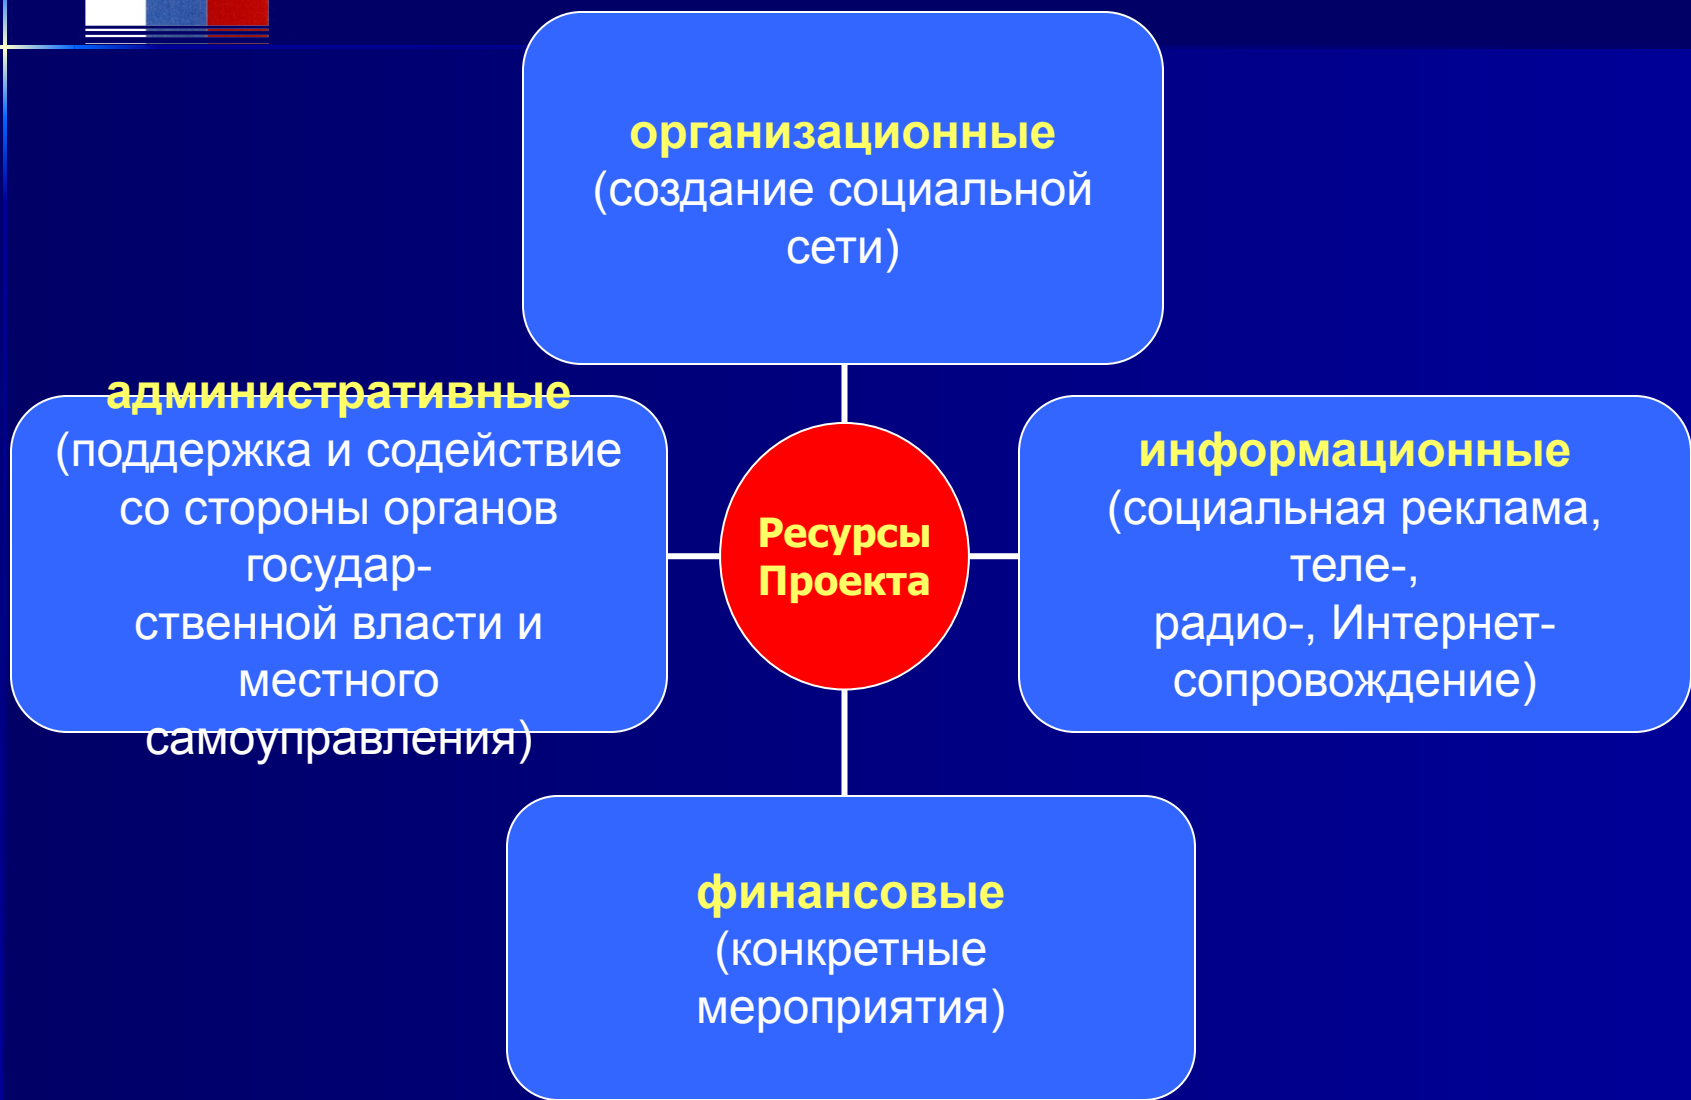 организационные
(создание социальной
сети)
административные
(поддержка и содействие
со стороны органов
государ-
ственной власти и
местного
самоуправления)
Ресурсы
Проекта
информационные
(социальная реклама,
теле-,
радио-, Интернет-
сопровождение)
финансовые
(конкретные
мероприятия)